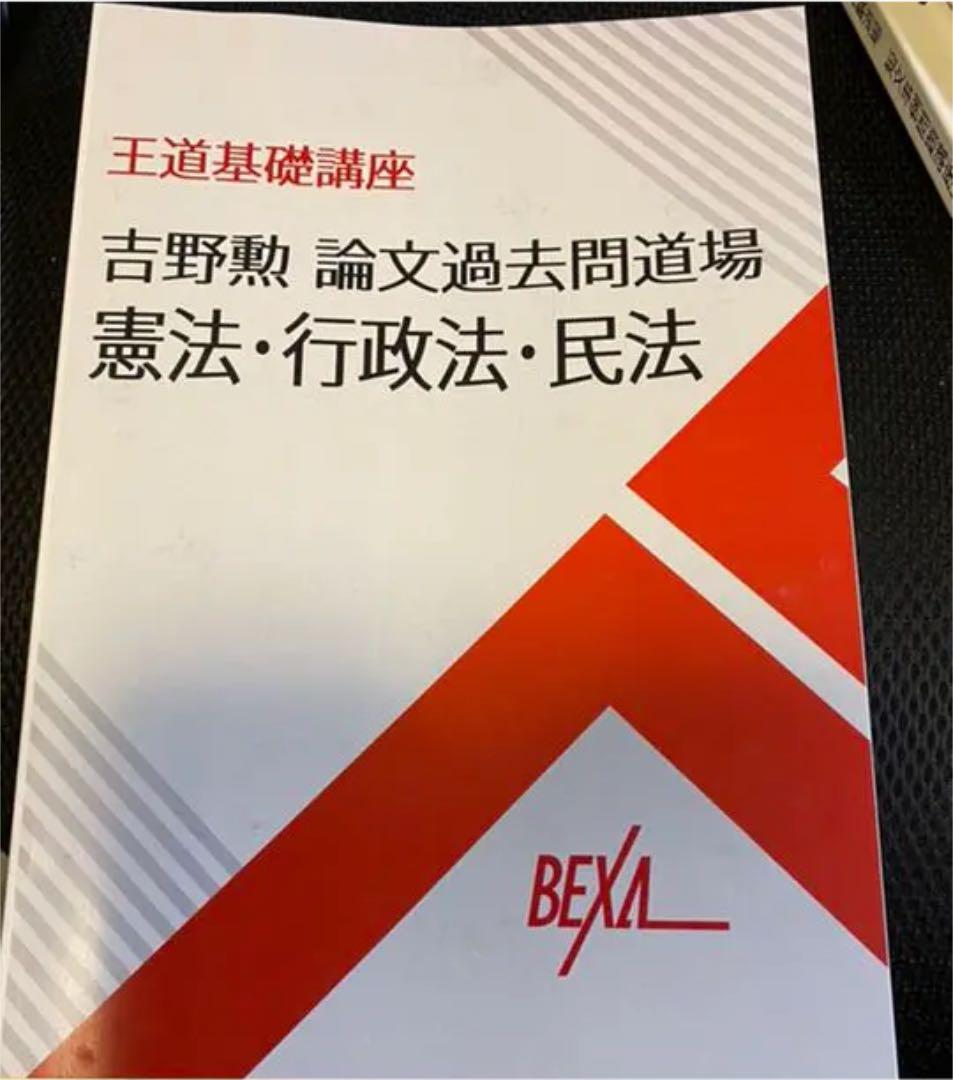 王道基礎講座
吉野勲 論文過去問道場
憲法・行政法・民法
BEXA